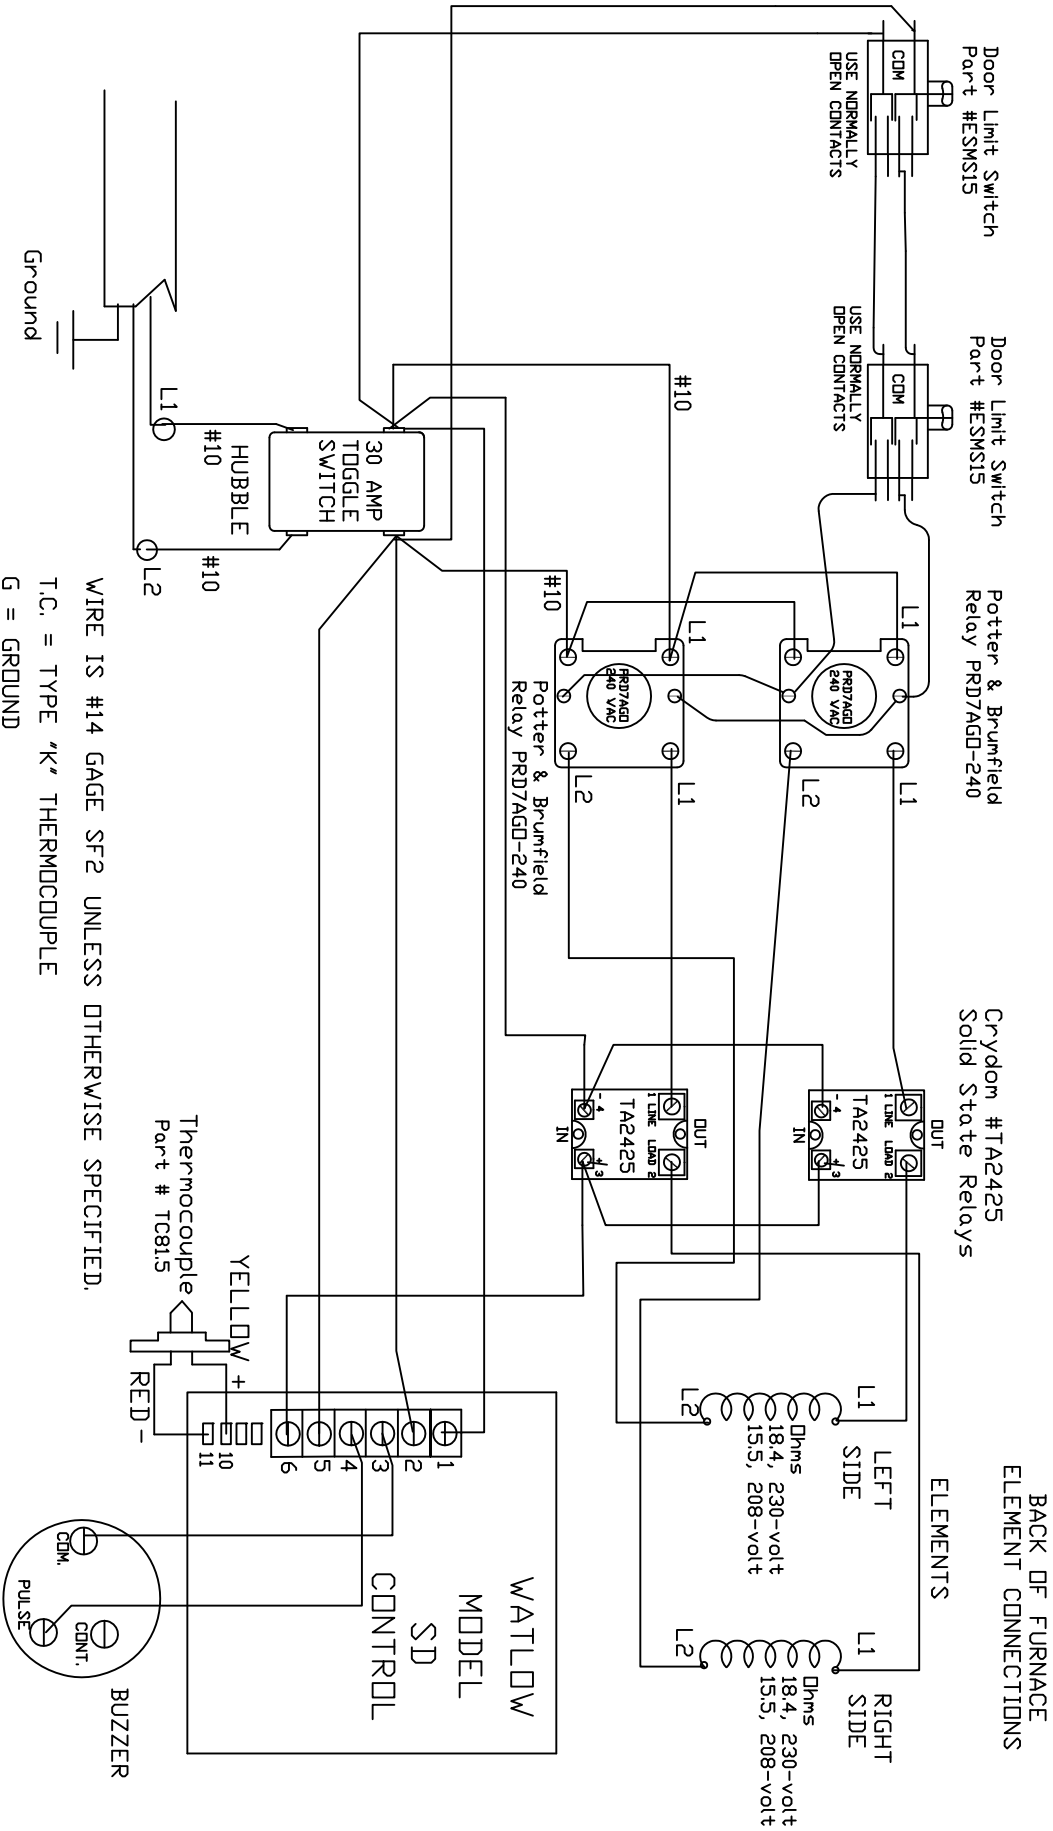 BACK OF FURNACE
ELEMENT CONNECTIONS
Door Limit Switch
Part #ESMS15
COM
USE NORMALLY
OPEN CONTACTS
Door Limit Switch
Part #ESMS15
COM
USE NORMALLY
OPEN CONTACTS
Potter & Brumfield
Relay PRD7AGO-240
L1
PRD7AGO
240 VAC
L1
L2
Crydom #TA2425
Solid State Relays
OUT
1 LINE LOAD 2
TA2425
- 4
+ 3
IN
ELEMENTS
L1
LEFT
SIDE
L2
Ohms
18.4, 230-volt
15.5, 208-volt
L1
RIGHT
SIDE
L2
Ohms
18.4, 230-volt
15.5, 208-volt
#10
#10
L1
PRD7AGO
240 VAC
L1
L2
Potter & Brumfield
Relay PRD7AGO-240
OUT
1 LINE LOAD 2
TA2425
- 4
+ 3
IN
30 AMP
TOGGLE
SWITCH
HUBBLE
L1
#10
#10
L2
Ground
WATLOW
MODEL
SD
CONTROL
1
2
3
4
5
6
10
11
YELLOW +
RED -
Thermocouple
Part # TC81.5
COM.
CONT.
PULSE
BUZZER
WIRE IS #14 GAGE SF2 UNLESS OTHERWISE SPECIFIED.
T.C. = TYPE "K" THERMOCOUPLE
G = GROUND